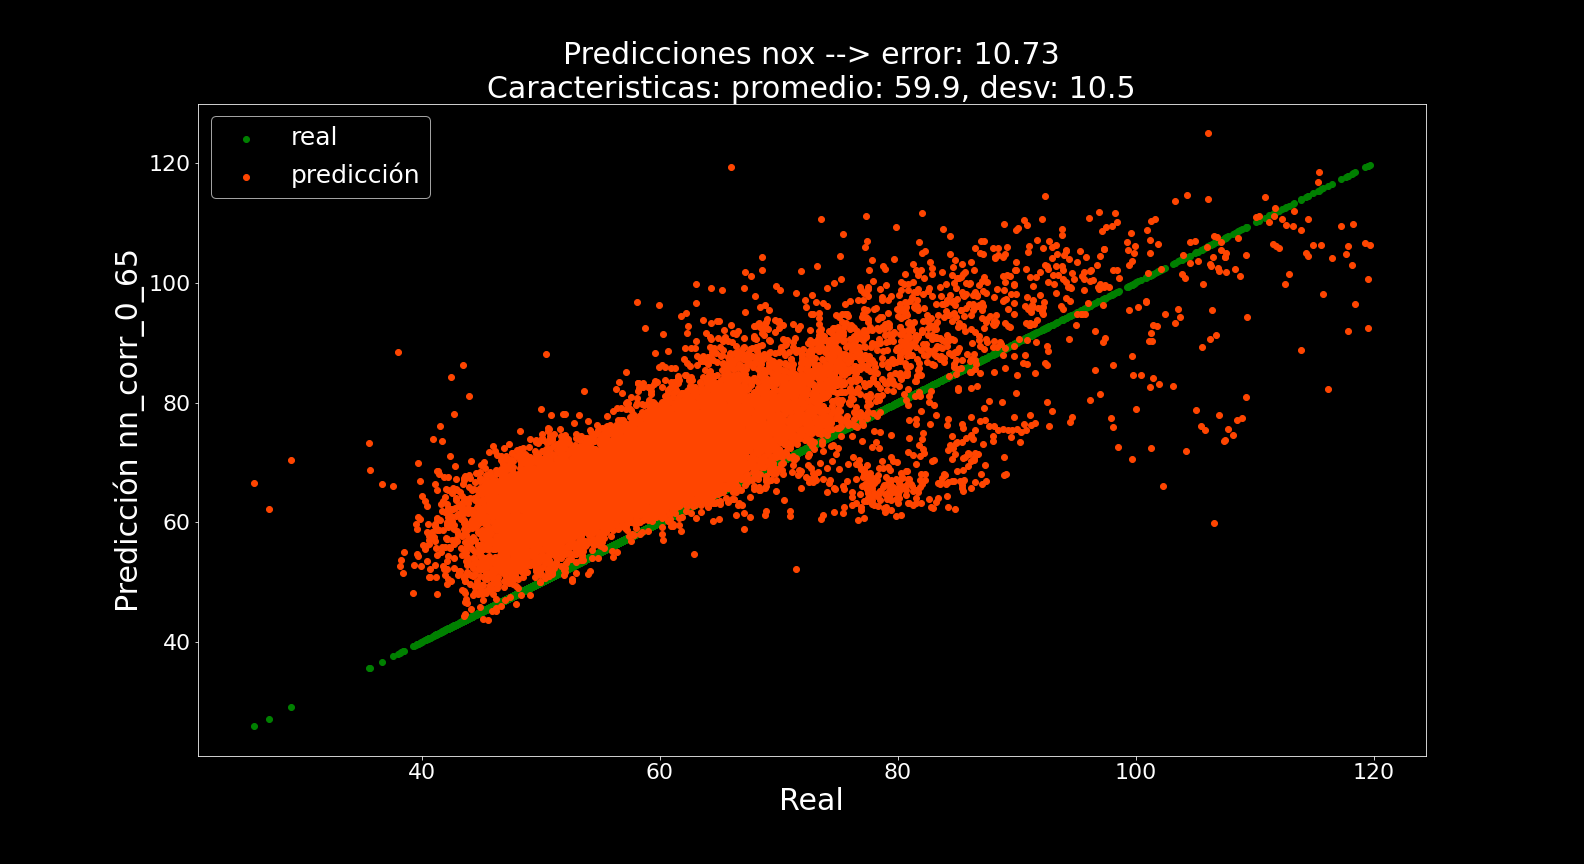 Predicciones nox --> error: 10.73
Caracteristicas: promedio: 59.9, desv: 10.5
real
predicción
120
100
80
60
40
Predicción nn_corr_0_65
40
60
80
100
120
Real